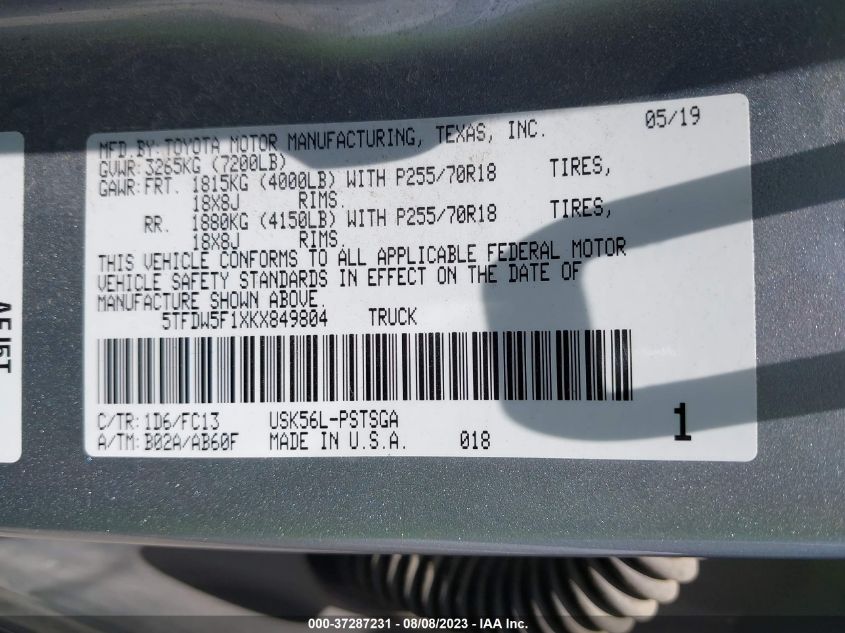 MFD.BY:TOYOTA MOTOR MANUFACTURING, TEXAS, INC. 05/19
GVWR:3265KG (7200LB)
GAWR:FRT. 1815KG (4000LB) WITH P255/70R18 TIRES,
18X8J RIMS.
RR. 1880KG (4150LB) WITH P255/70R18 TIRES,
18X8J RIMS.
THIS VEHICLE CONFORMS TO ALL APPLICABLE FEDERAL MOTOR
VEHICLE SAFETY STANDARDS IN EFFECT ON THE DATE OF
MANUFACTURE SHOWN ABOVE.
5TFDW5F1XKX849804 TRUCK
C/TR:1D6/FC13 USK56L-PSTSGA
A/TM:B02A/AB60F MADE IN U.S.A. 018 1
000-37287231 - 08/08/2023 - IAA Inc.